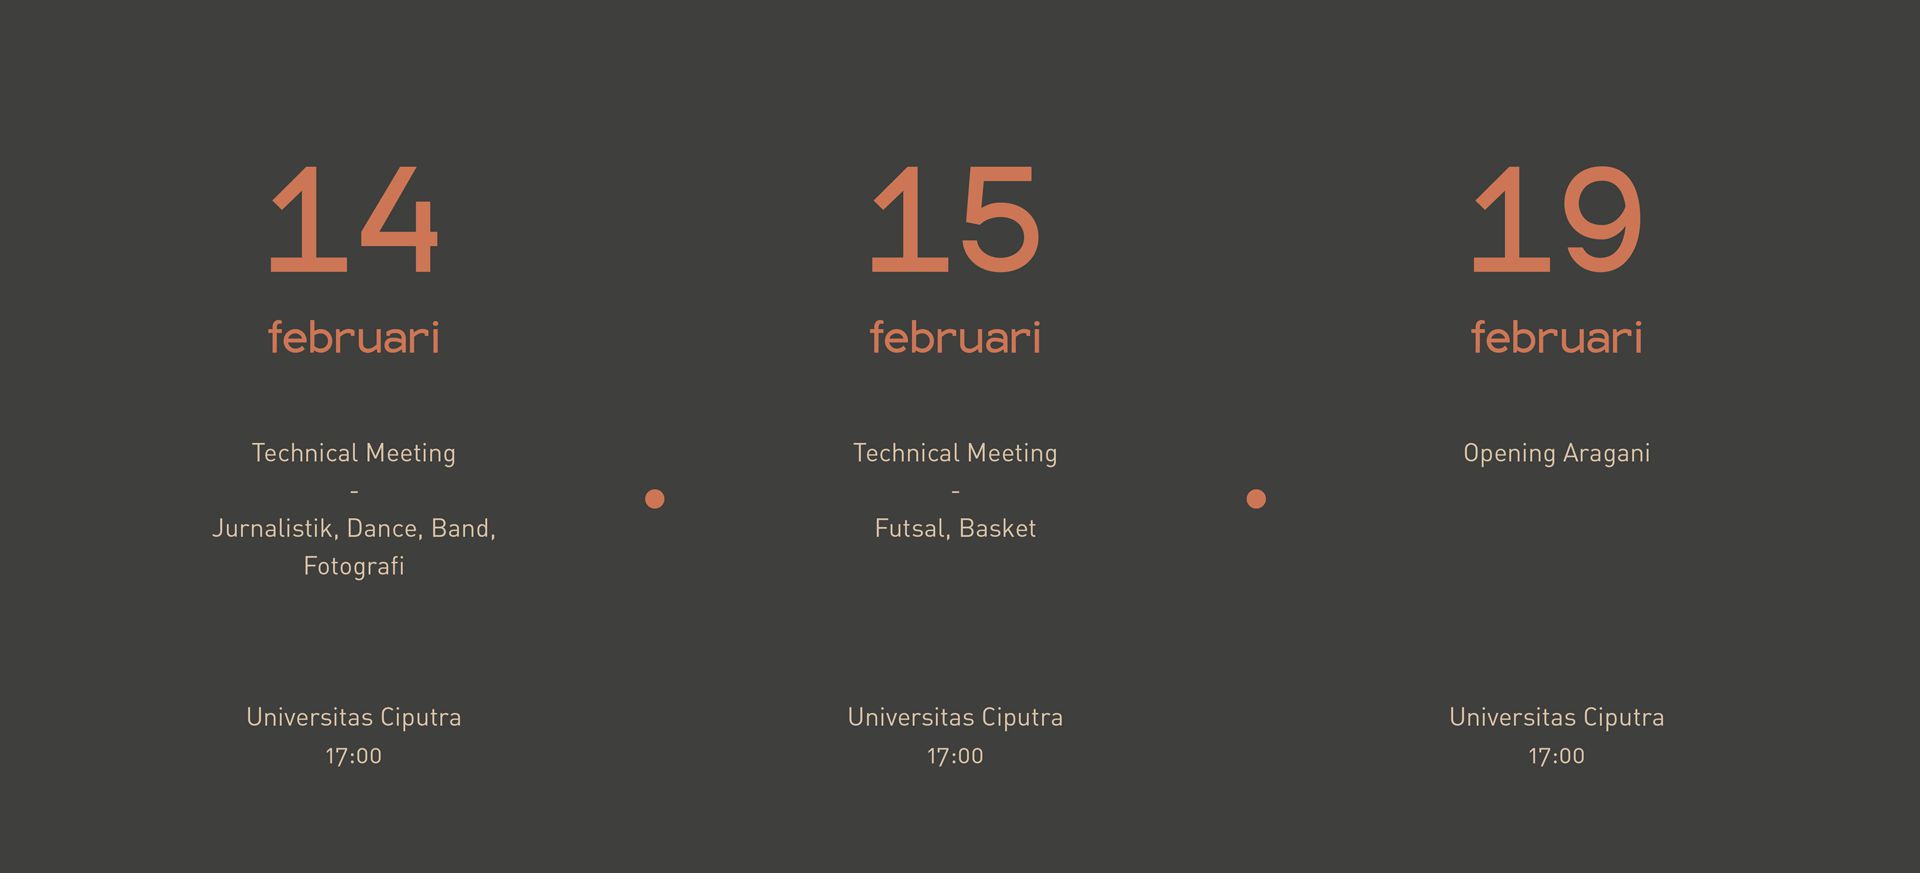 14
februari
Technical Meeting
-
Jurnalistik, Dance, Band,
Fotografi
Universitas Ciputra
17:00
15
februari
Technical Meeting
-
Futsal, Basket
Universitas Ciputra
17:00
19
februari
Opening Aragani
Universitas Ciputra
17:00